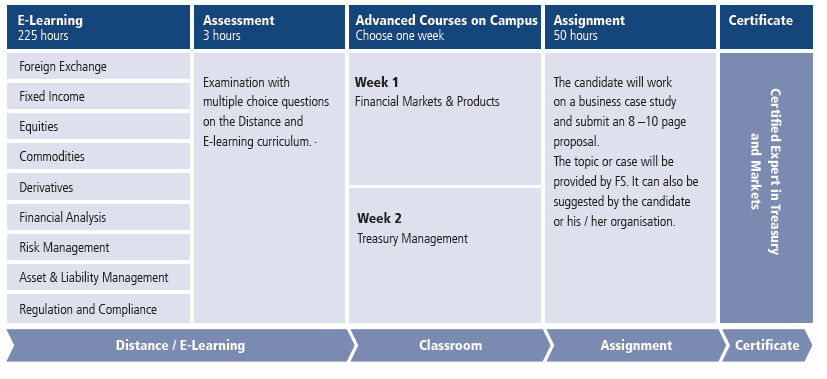 E-Learning
225 hours
Foreign Exchange
Fixed Income
Equities
Commodities
Derivatives
Financial Analysis
Risk Management
Asset & Liability Management
Regulation and Compliance
Assessment
3 hours
Examination with
multiple choice questions
on the Distance and
E-learning curriculum. ·
Advanced Courses on Campus
Choose one week
Week 1
Financial Markets & Products
Week 2
Treasury Management
Assignment
50 hours
The candidate will work
on a business case study
and submit an 8 –10 page
proposal.
The topic or case will be
provided by FS. It can also be
suggested by the candidate
or his / her organisation.
Certificate
Certified Expert in Treasury
and Markets
Distance / E-Learning
Classroom
Assignment
Certificate